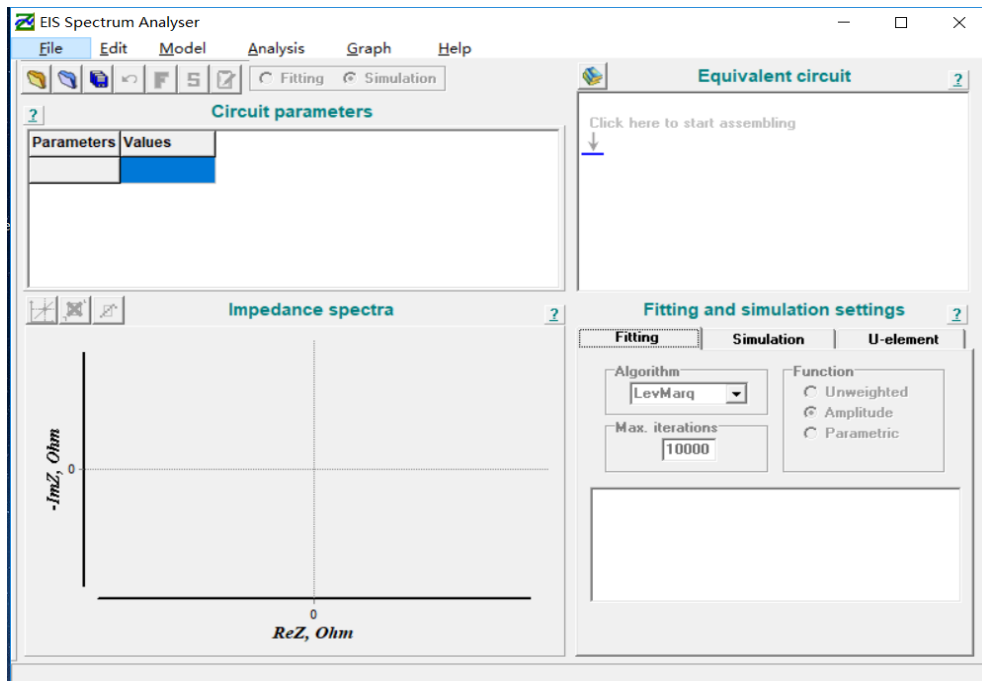 EIS Spectrum Analyser
File Edit Model Analysis Graph Help
F S Fitting Simulation
Equivalent circuit ?
? Circuit parameters
Click here to start assembling
Parameters Values
Impedance spectra ?
Fitting and simulation settings ?
Fitting Simulation U-element
Algorithm
LevMarq
Max. iterations
10000
Function
Unweighted
Amplitude
Parametric
-ImZ, Ohm
0
0
ReZ, Ohm